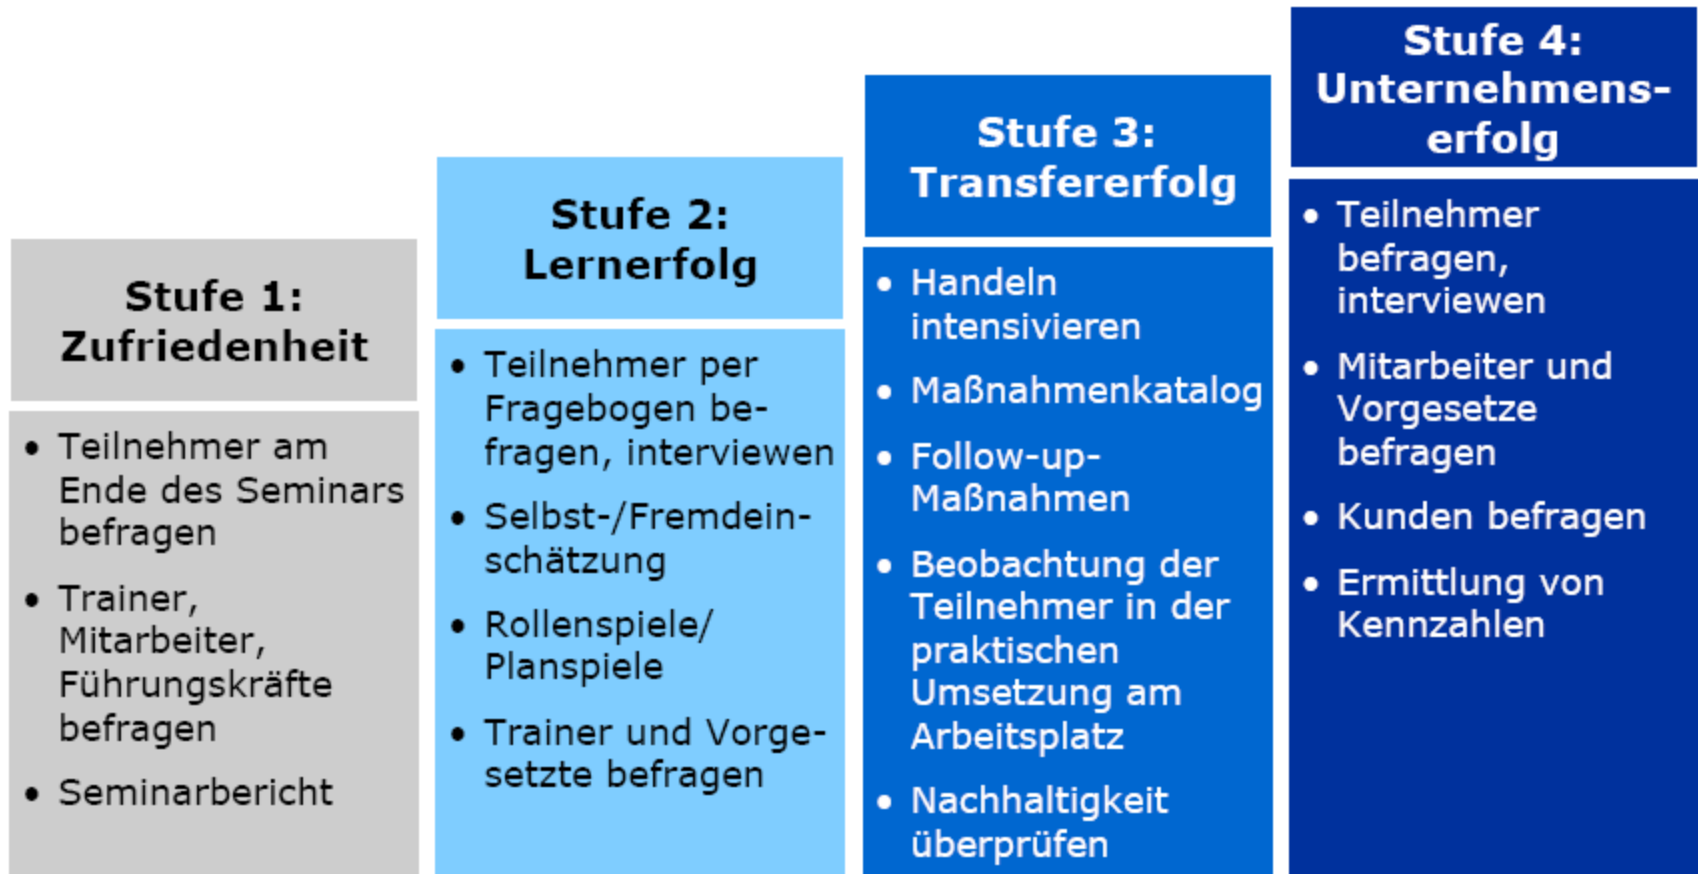 Stufe 1:
Zufriedenheit
• Teilnehmer am
Ende des Seminars
befragen
• Trainer,
Mitarbeiter,
Führungskräfte
befragen
• Seminarbericht
Stufe 2:
Lernerfolg
• Teilnehmer per
Fragebogen be-
fragen, interviewen
• Selbst-/Fremdein-
schätzung
• Rollenspiele/
Planspiele
• Trainer und Vorge-
setzte befragen
Stufe 3:
Transfererfolg
• Handeln
intensivieren
• Maßnahmenkatalog
• Follow-up-
Maßnahmen
• Beobachtung der
Teilnehmer in der
praktischen
Umsetzung am
Arbeitsplatz
• Nachhaltigkeit
überprüfen
Stufe 4:
Unternehmens-
erfolg
• Teilnehmer
befragen,
interviewen
• Mitarbeiter und
Vorgesetze
befragen
• Kunden befragen
• Ermittlung von
Kennzahlen